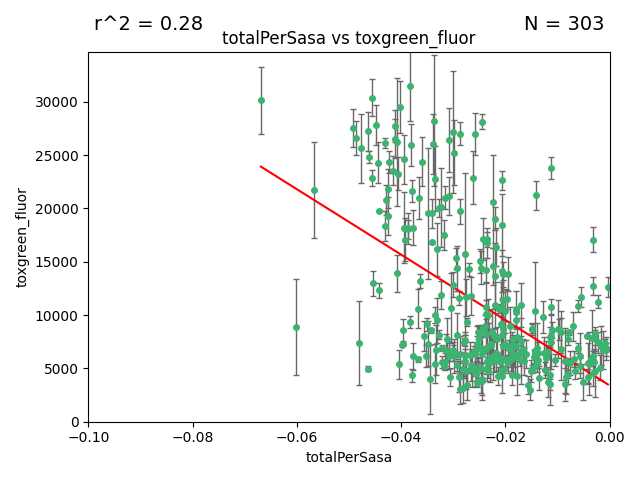 r^2 = 0.28
N = 303
totalPerSasa vs toxgreen_fluor
toxgreen_fluor
30000
25000
20000
15000
10000
5000
0
−0.10
−0.08
−0.06
−0.04
−0.02
0.00
totalPerSasa